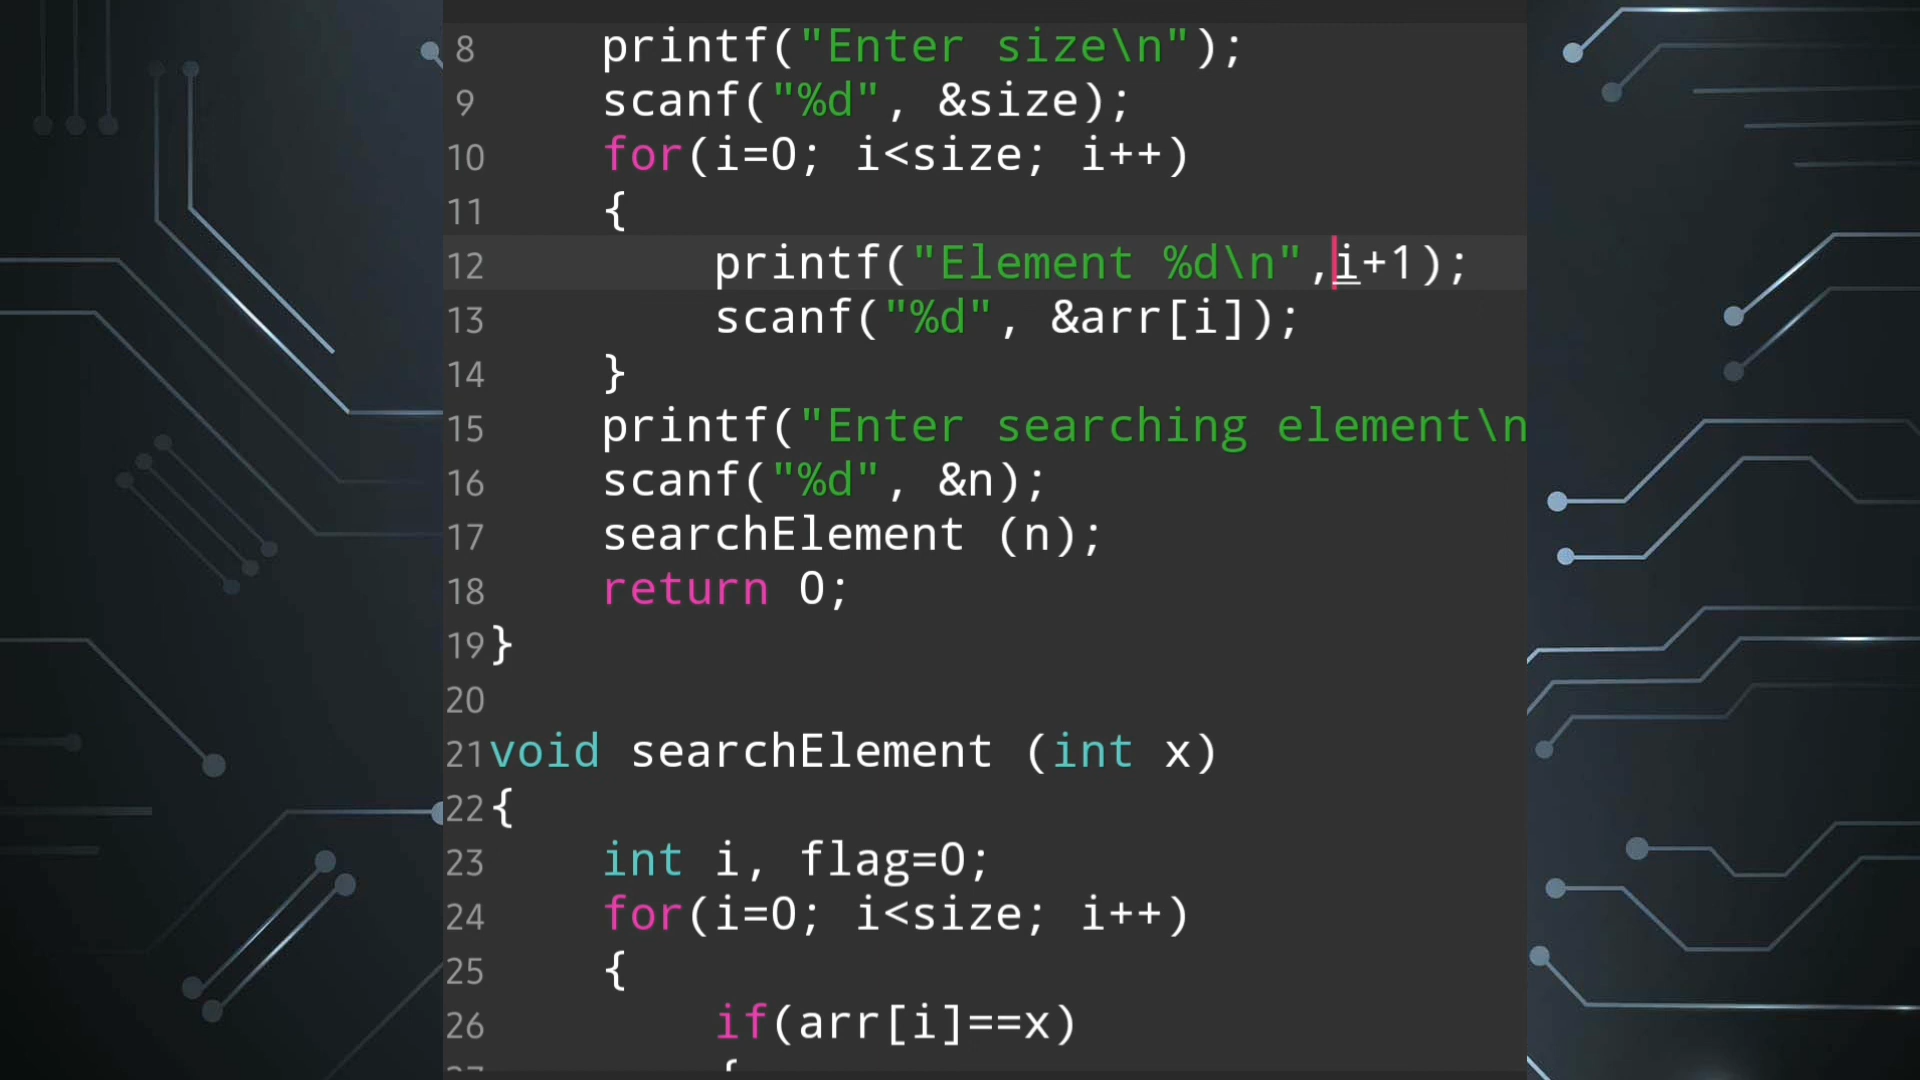 8 printf("Enter size\n");
9 scanf("%d", &size);
10 for(i=0; i<size; i++)
11 {
12 printf("Element %d\n",i+1);
13 scanf("%d", &arr[i]);
14 }
15 printf("Enter searching element\n
16 scanf("%d", &n);
17 searchElement (n);
18 return 0;
19 }
20
21 void searchElement (int x)
22 {
23 int i, flag=0;
24 for(i=0; i<size; i++)
25 {
26 if(arr[i]==x)